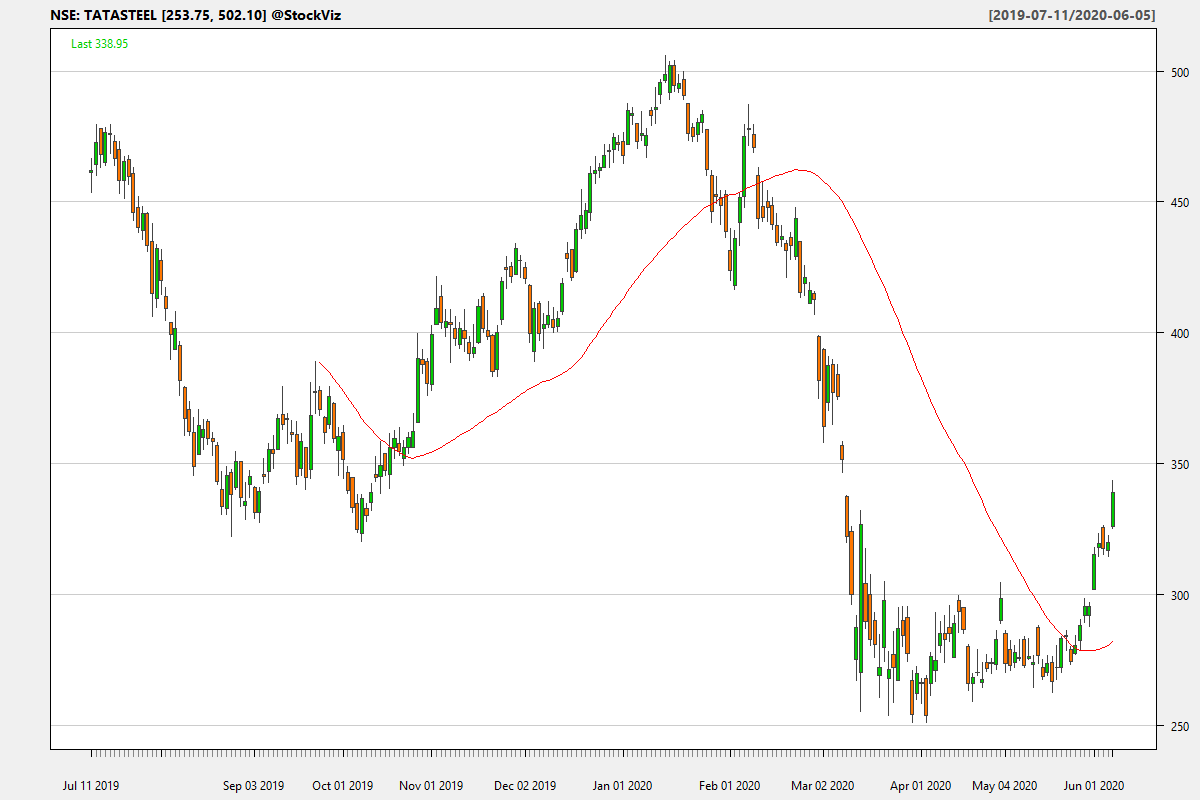 NSE: TATASTEEL [253.75, 502.10] @StockViz
[2019-07-11/2020-06-05]
Last 338.95
500
450
400
350
300
250
Jul 11 2019
Sep 03 2019
Oct 01 2019
Nov 01 2019
Dec 02 2019
Jan 01 2020
Feb 01 2020
Mar 02 2020
Apr 01 2020
May 04 2020
Jun 01 2020